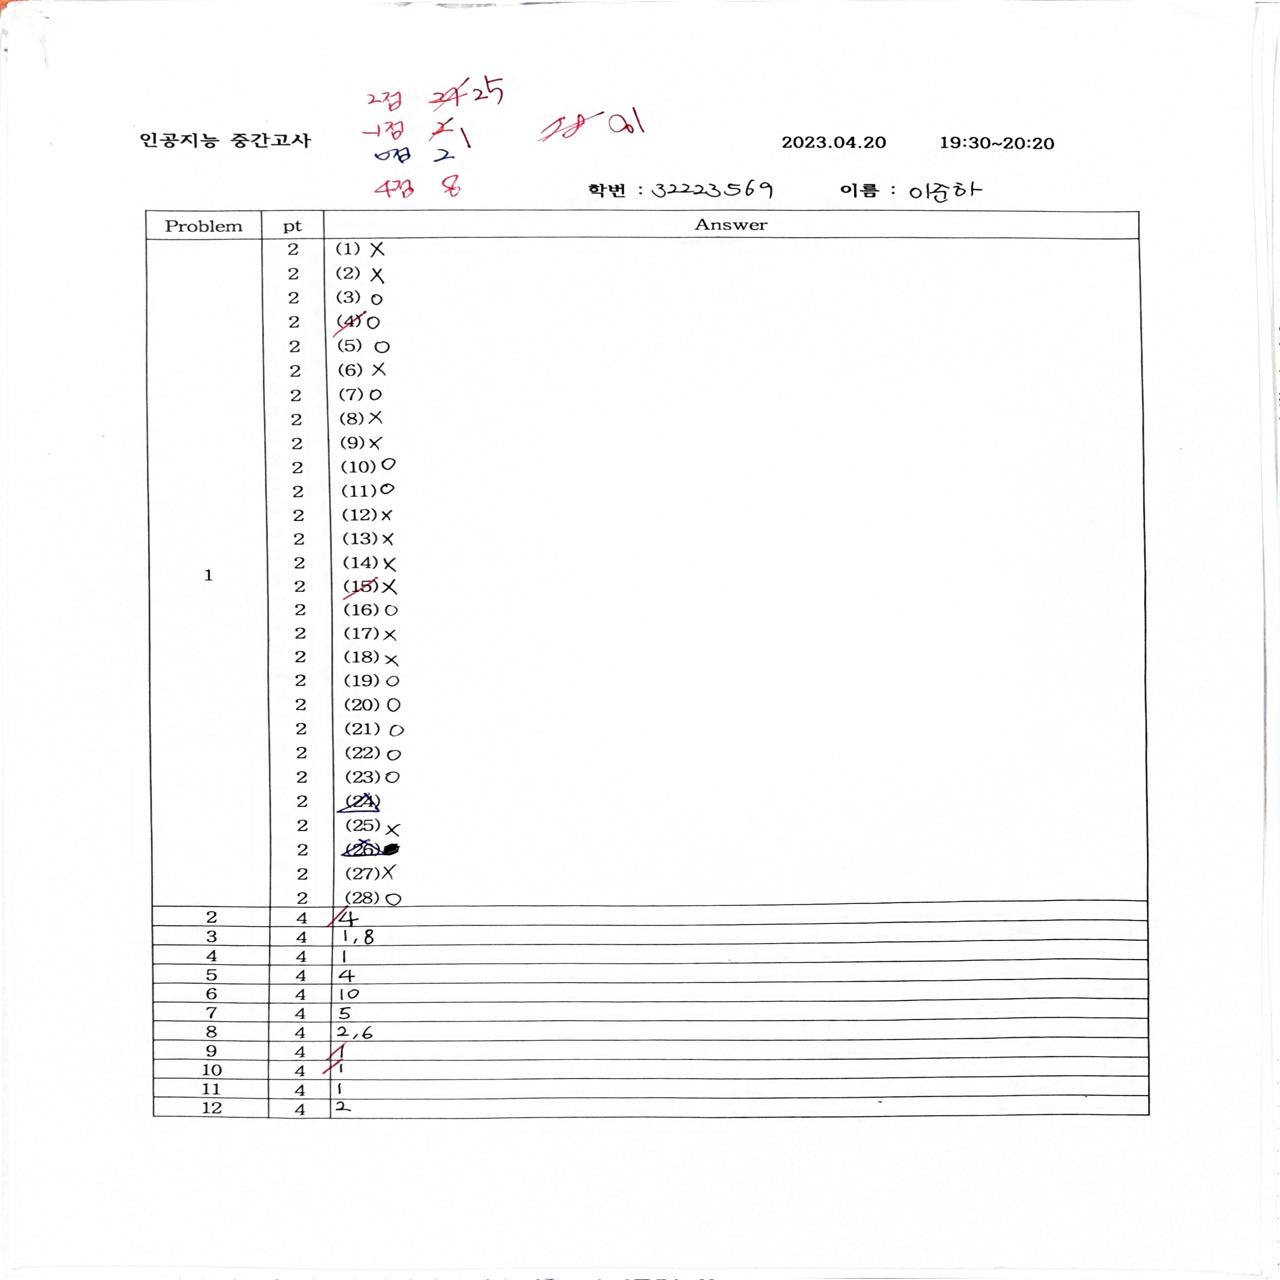 2점 24 25
-1점 2 1
0점 2
4점 8
58 81
인공지능 중간고사 2023.04.20 19:30~20:20
학번 : 32223569 이름 : 이준하
Problem pt Answer
1
2 (1) X
2 (2) X
2 (3) O
2 (4) O
2 (5) O
2 (6) X
2 (7) O
2 (8) X
2 (9) X
2 (10) O
2 (11) O
2 (12) X
2 (13) X
2 (14) X
2 (15) X
2 (16) O
2 (17) X
2 (18) X
2 (19) O
2 (20) O
2 (21) O
2 (22) O
2 (23) O
2 (24)
2 (25) X
2 (26)
2 (27) X
2 (28) O
2 4 4
3 4 1,8
4 4 1
5 4 4
6 4 10
7 4 5
8 4 2,6
9 4 1
10 4 1
11 4 1
12 4 2